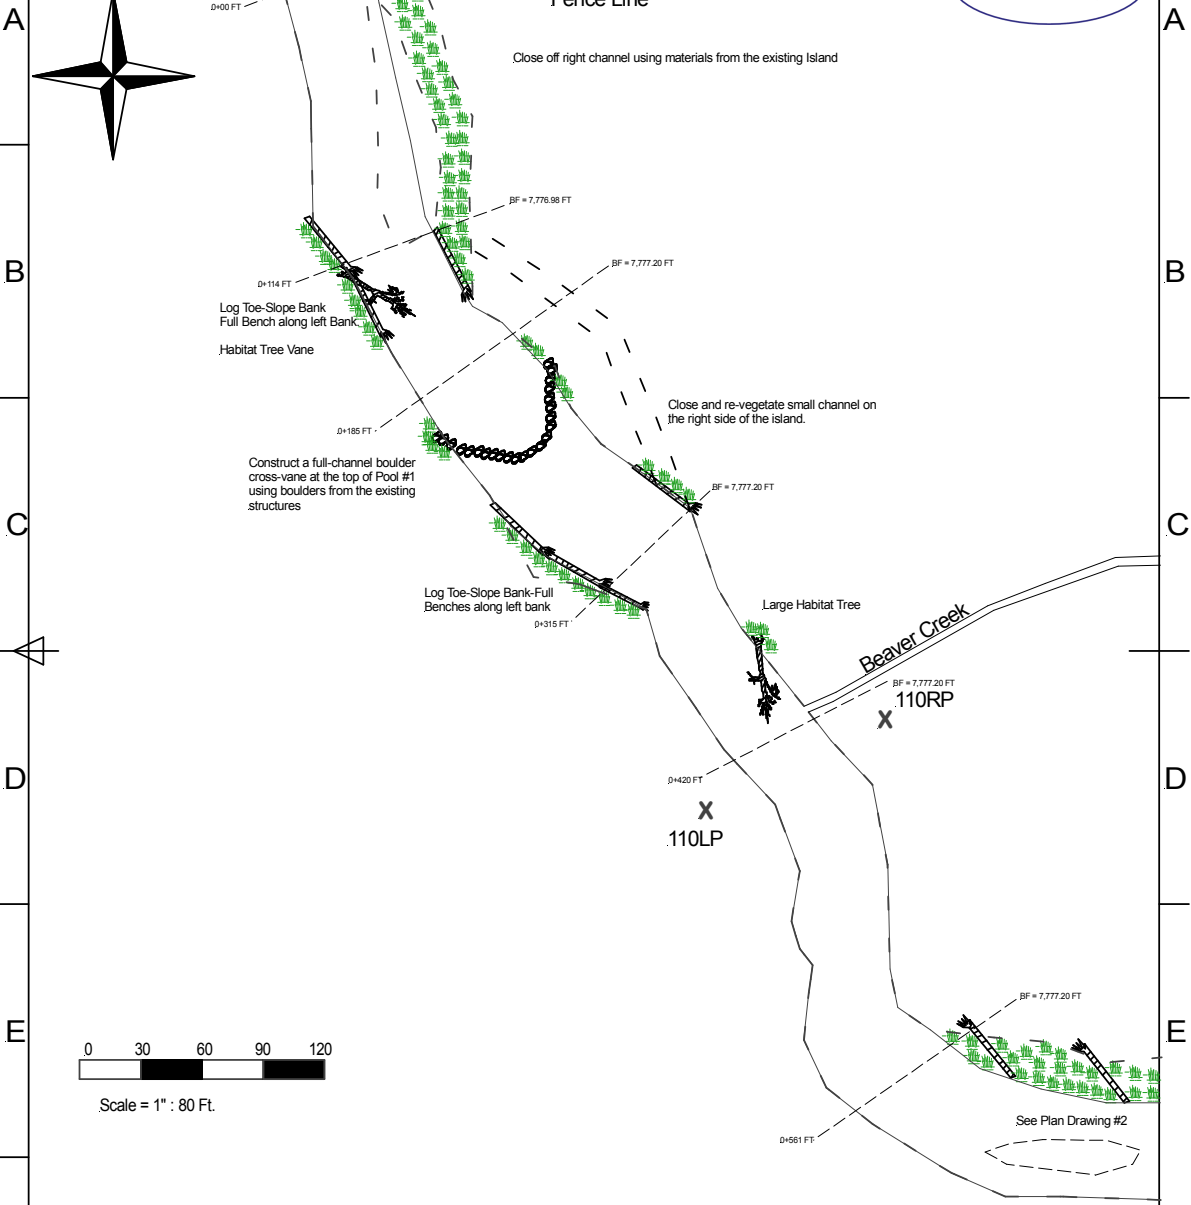 A
A
0+00 FT
Fence Line
Close off right channel using materials from the existing Island
BF = 7,776.98 FT
B
B
BF = 7,777.20 FT
0+114 FT
Log Toe-Slope Bank
Full Bench along left Bank
Habitat Tree Vane
Close and re-vegetate small channel on
the right side of the island.
0+185 FT
Construct a full-channel boulder
cross-vane at the top of Pool #1
using boulders from the existing
structures
BF = 7,777.20 FT
C
C
Log Toe-Slope Bank-Full
Benches along left bank
0+315 FT
Large Habitat Tree
Beaver Creek
BF = 7,777.20 FT
110RP
0+420 FT
D
D
110LP
BF = 7,777.20 FT
E
E
0 30 60 90 120
Scale = 1" : 80 Ft.
See Plan Drawing #2
0+561 FT